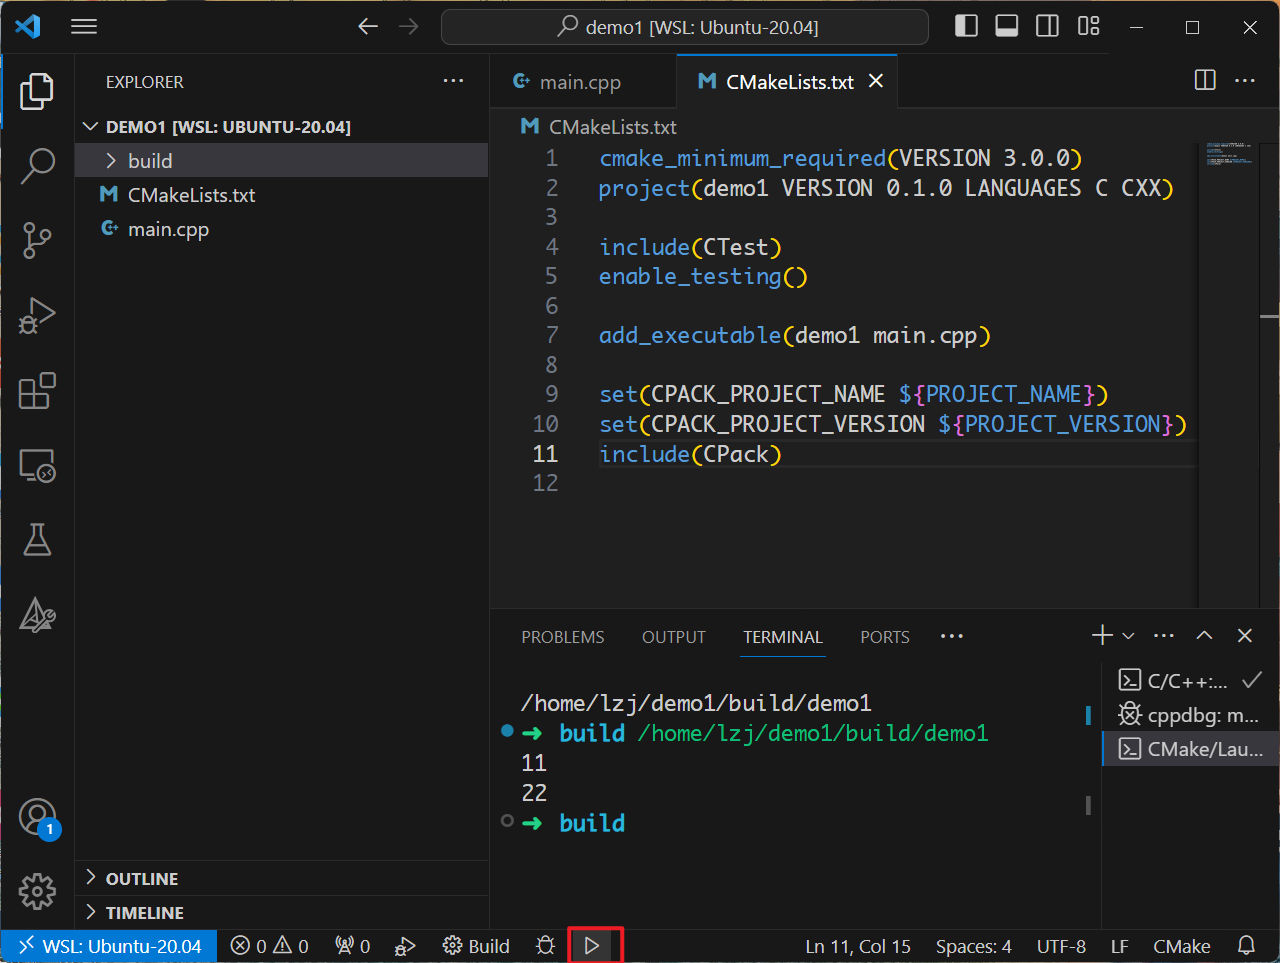 demo1 [WSL: Ubuntu-20.04]
EXPLORER
DEMO1 [WSL: UBUNTU-20.04]
build
CMakeLists.txt
main.cpp
OUTLINE
TIMELINE
main.cpp
CMakeLists.txt
CMakeLists.txt
1 cmake_minimum_required(VERSION 3.0.0)
2 project(demo1 VERSION 0.1.0 LANGUAGES C CXX)
3
4 include(CTest)
5 enable_testing()
6
7 add_executable(demo1 main.cpp)
8
9 set(CPACK_PROJECT_NAME ${PROJECT_NAME})
10 set(CPACK_PROJECT_VERSION ${PROJECT_VERSION})
11 include(CPack)
12
PROBLEMS OUTPUT TERMINAL PORTS
/home/lzj/demo1/build/demo1
➜ build /home/lzj/demo1/build/demo1
11
22
➜ build
C/C++:...
cppdbg: m...
CMake/Lau...
1
WSL: Ubuntu-20.04 0 0 0 Build Ln 11, Col 15 Spaces: 4 UTF-8 LF CMake